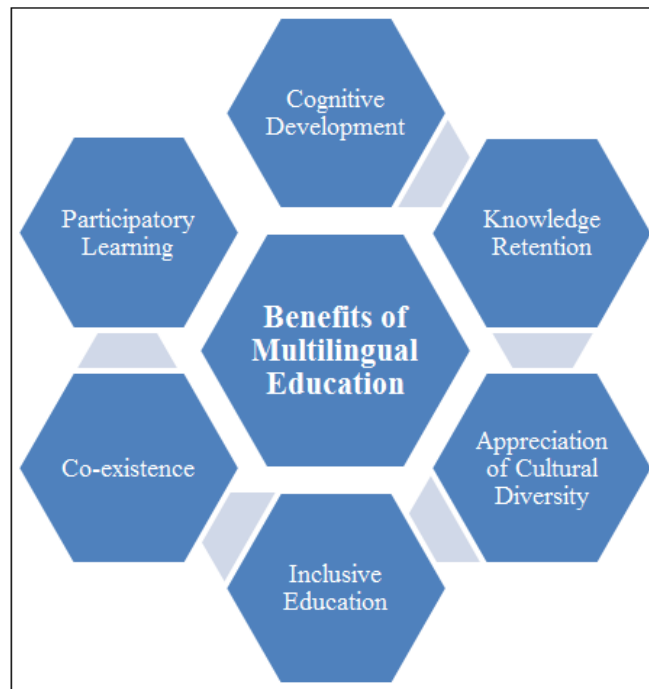 Cognitive
Development
Participatory
Learning
Knowledge
Retention
Benefits of
Multilingual
Education
Co-existence
Appreciation
of Cultural
Diversity
Inclusive
Education